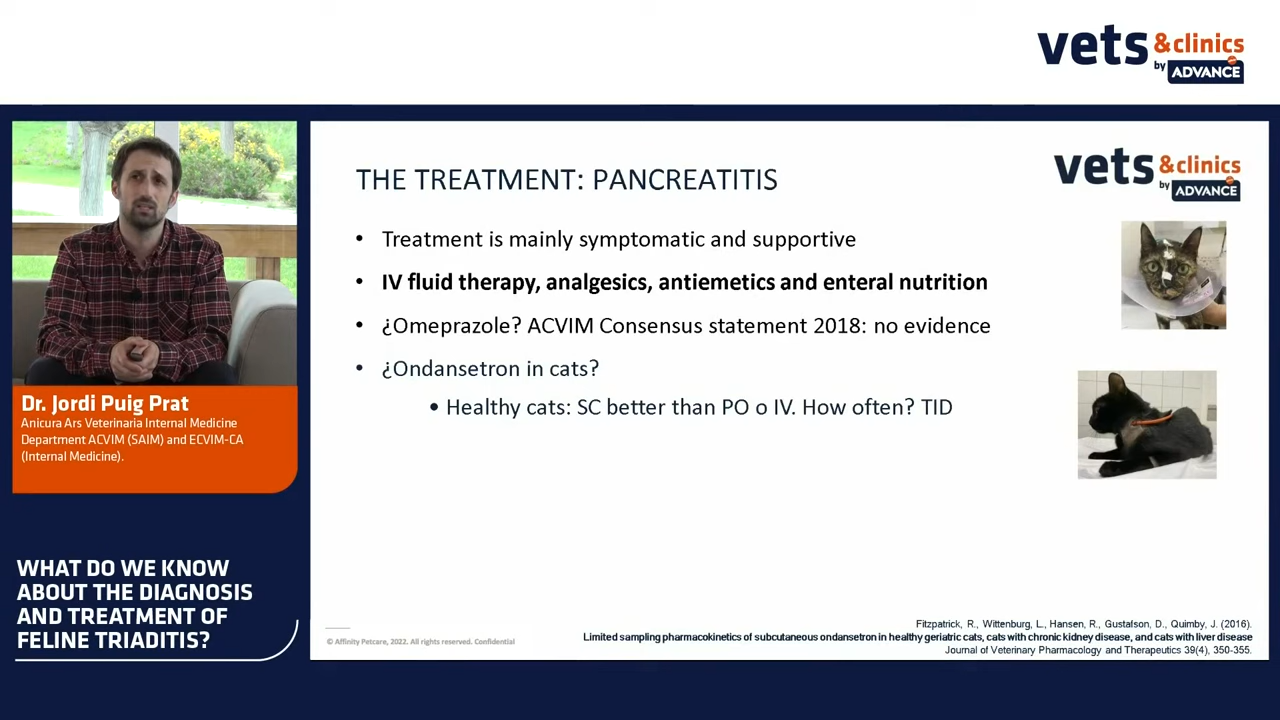 vets &clinics
by ADVANCE
vets &clinics
by ADVANCE
THE TREATMENT: PANCREATITIS
• Treatment is mainly symptomatic and supportive
• IV fluid therapy, analgesics, antiemetics and enteral nutrition
• ¿Omeprazole? ACVIM Consensus statement 2018: no evidence
• ¿Ondansetron in cats?
• Healthy cats: SC better than PO o IV. How often? TID
Dr. Jordi Puig Prat
Anicura Ars Veterinaria Internal Medicine
Department ACVIM (SAIM) and ECVIM-CA
(Internal Medicine).
WHAT DO WE KNOW
ABOUT THE DIAGNOSIS
AND TREATMENT OF
FELINE TRIADITIS?
© Affinity Petcare, 2022. All rights reserved. Confidential
Fitzpatrick, R., Wittenburg, L., Hansen, R., Gustafson, D., Quimby, J. (2016).
Limited sampling pharmacokinetics of subcutaneous ondansetron in healthy geriatric cats, cats with chronic kidney disease, and cats with liver disease
Journal of Veterinary Pharmacology and Therapeutics 39(4), 350-355.